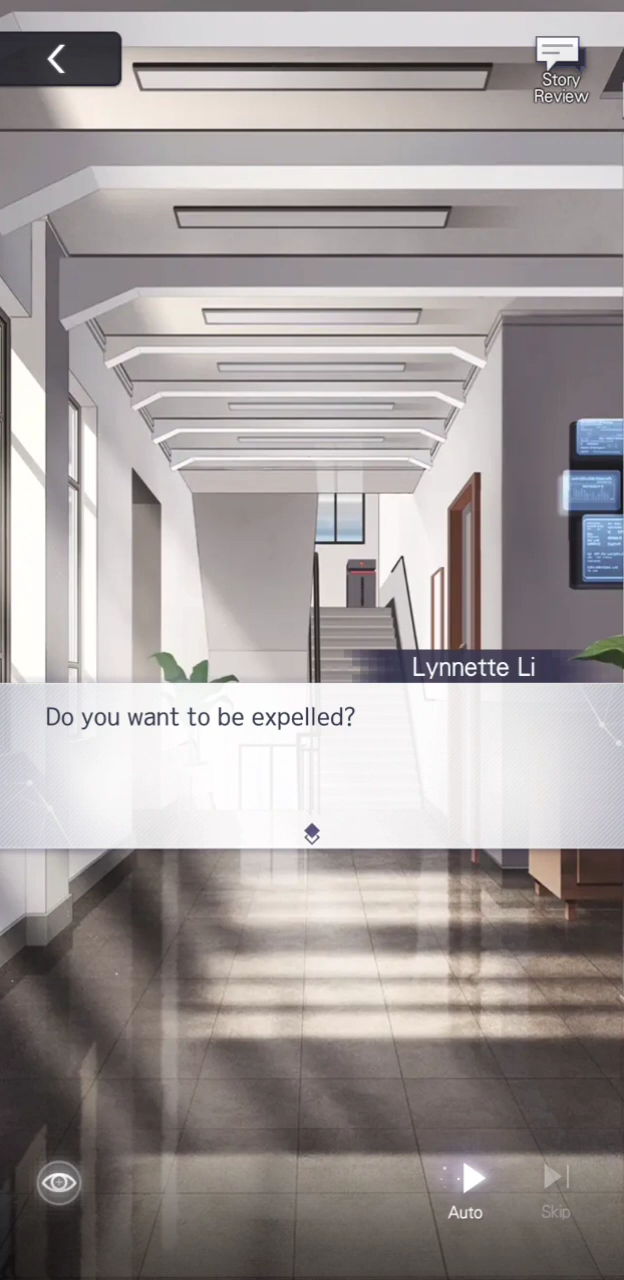 Story
Review
Lynnette Li
Do you want to be expelled?
Auto
Skip